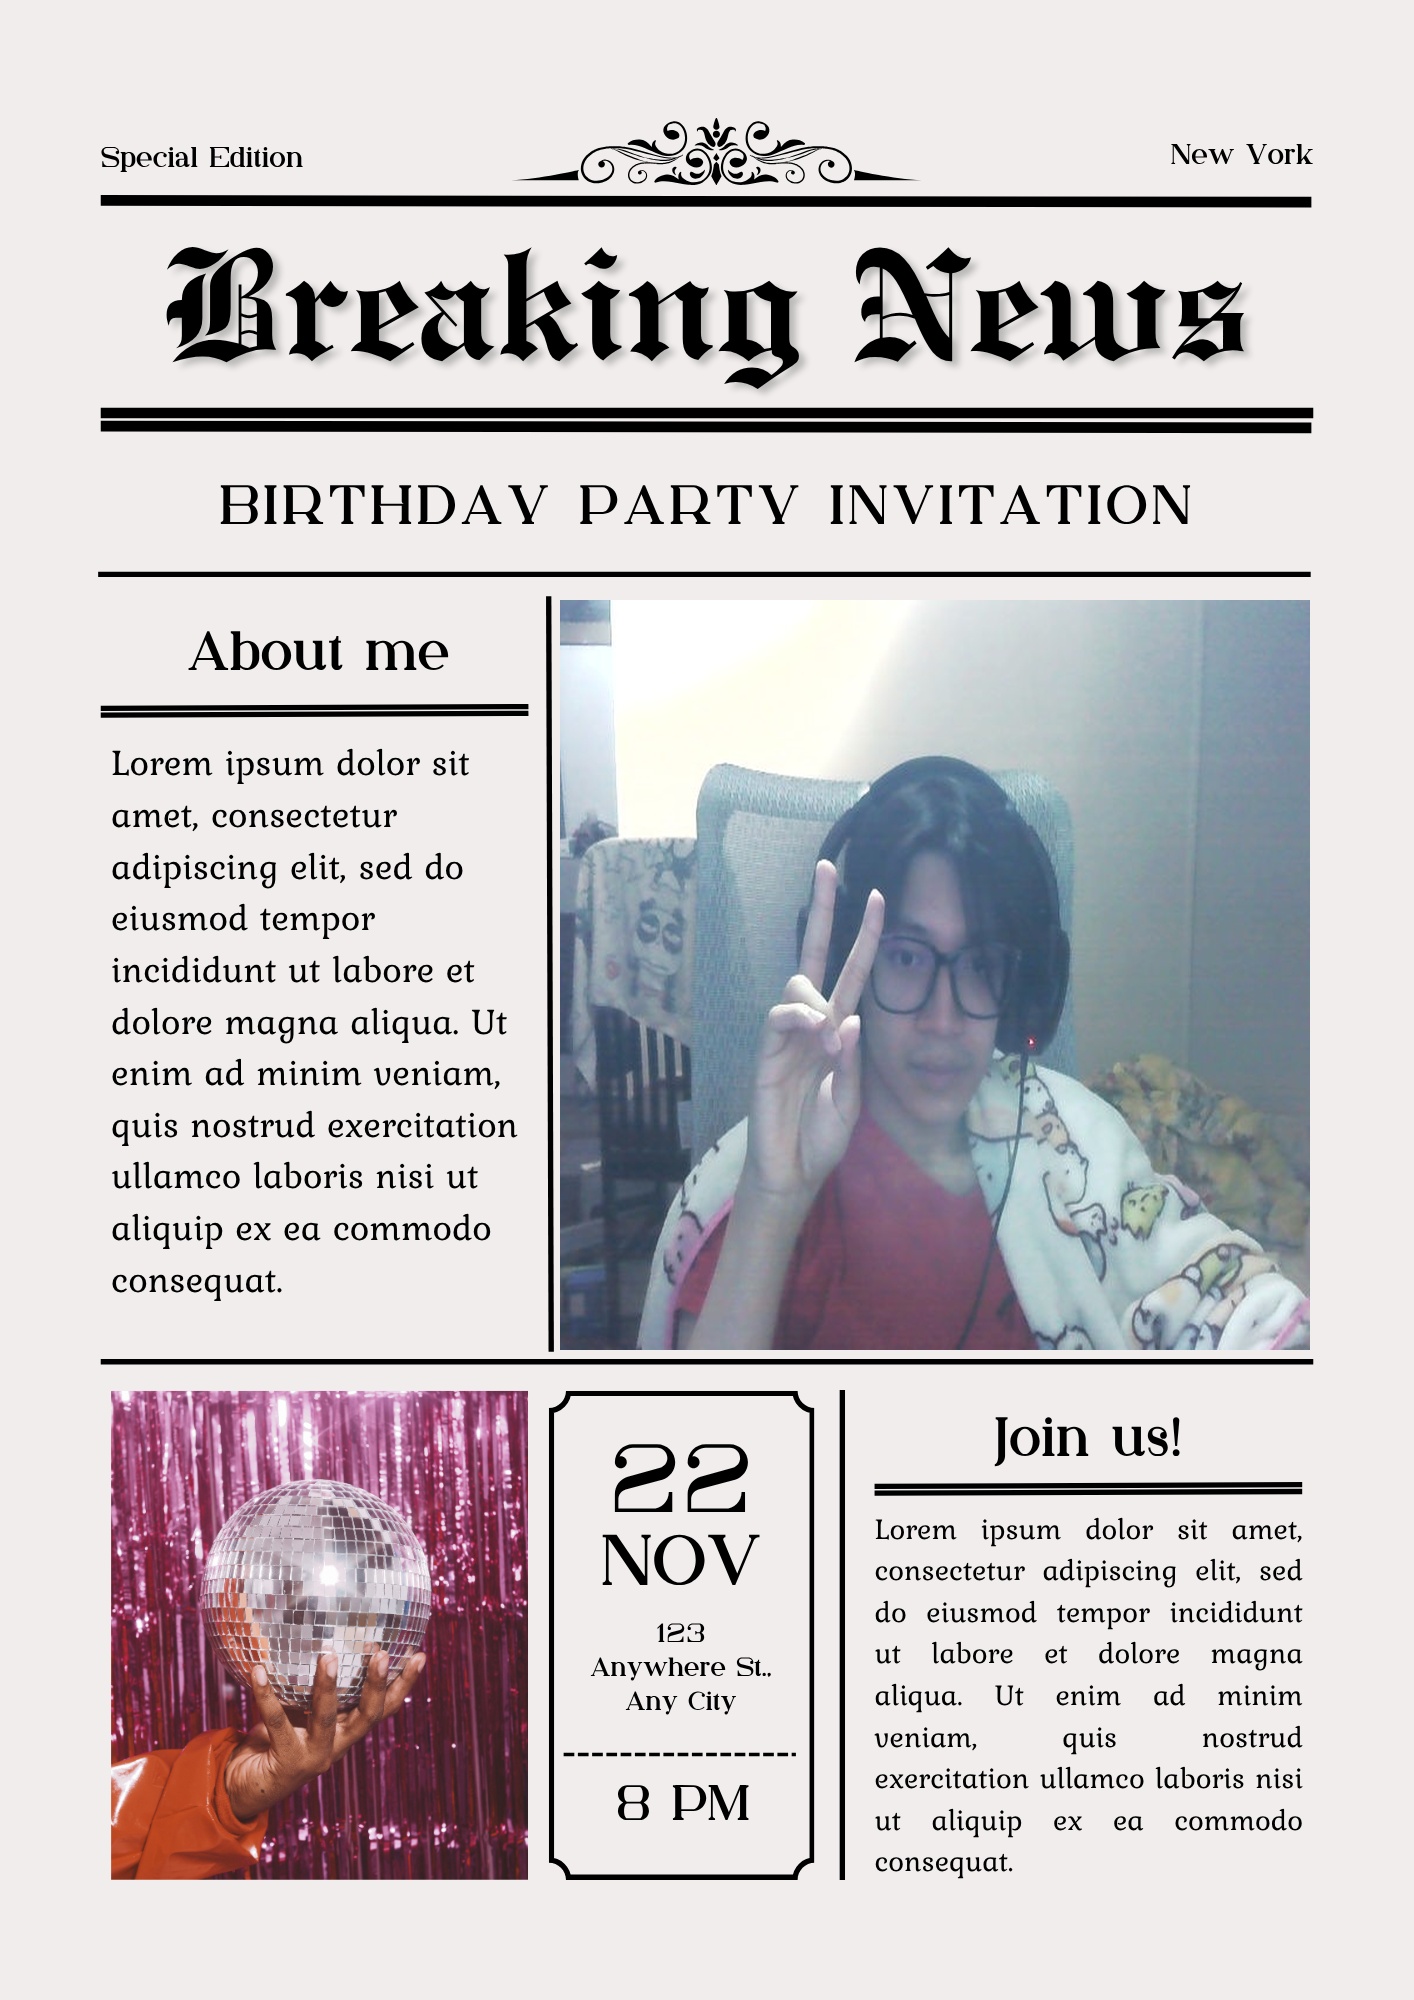 Special Edition
New York
Breaking News
BIRTHDAY PARTY INVITATION
About me
Lorem ipsum dolor sit
amet, consectetur
adipiscing elit, sed do
eiusmod tempor
incididunt ut labore et
dolore magna aliqua. Ut
enim ad minim veniam,
quis nostrud exercitation
ullamco laboris nisi ut
aliquip ex ea commodo
consequat.
22
NOV
123
Anywhere St..
Any City
8 PM
Join us!
Lorem ipsum dolor sit amet,
consectetur adipiscing elit, sed
do eiusmod tempor incididunt
ut labore et dolore magna
aliqua. Ut enim ad minim
veniam, quis nostrud
exercitation ullamco laboris nisi
ut aliquip ex ea commodo
consequat.